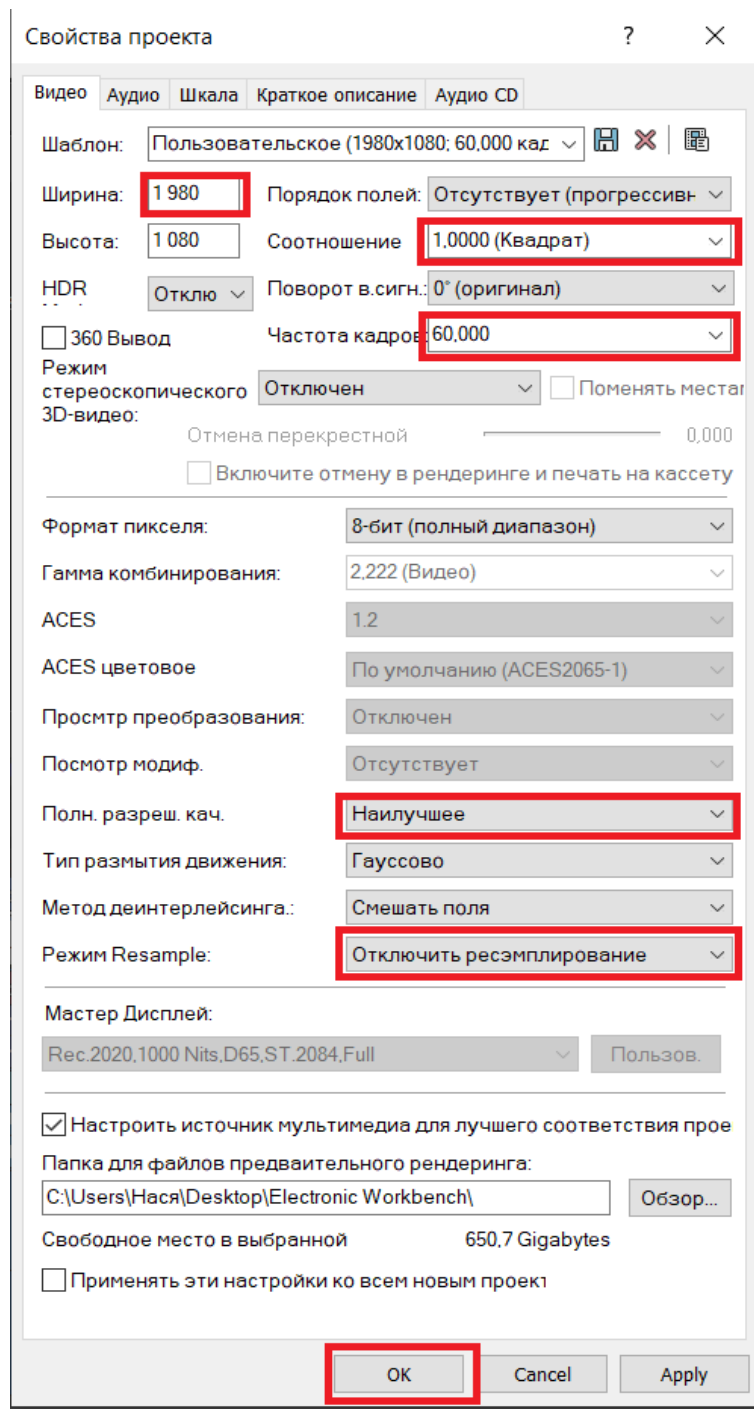 Свойства проекта ?
Видео Аудио Шкала Краткое описание Аудио CD
Шаблон: Пользовательское (1980x1080; 60,000 кад
Ширина: 1 980 Порядок полей: Отсутствует (прогрессивн
Высота: 1 080 Соотношение 1,0000 (Квадрат)
HDR Отклю Поворот в.сигн.: 0° (оригинал)
360 Вывод Частота кадров: 60,000
Режим
стереоскопического
3D-видео:
Отключен Поменять места
Отмена перекрестной 0,000
Включите отмену в рендеринге и печать на кассету
Формат пикселя: 8-бит (полный диапазон)
Гамма комбинирования: 2,222 (Видео)
ACES 1.2
ACES цветовое По умолчанию (ACES2065-1)
Просмтр преобразования: Отключен
Посмотр модиф. Отсутствует
Полн. разреш. кач. Наилучшее
Тип размытия движения: Гауссово
Метод деинтерлейсинга.: Смешать поля
Режим Resample: Отключить ресэмплирование
Мастер Дисплей:
Rec.2020,1000 Nits,D65,ST.2084,Full Пользов.
Настроить источник мультимедиа для лучшего соответствия прое
Папка для файлов предваительного рендеринга:
C:\Users\Нася\Desktop\Electronic Workbench\ Обзор...
Свободное место в выбранной 650,7 Gigabytes
Применять эти настройки ко всем новым проект
OK Cancel Apply